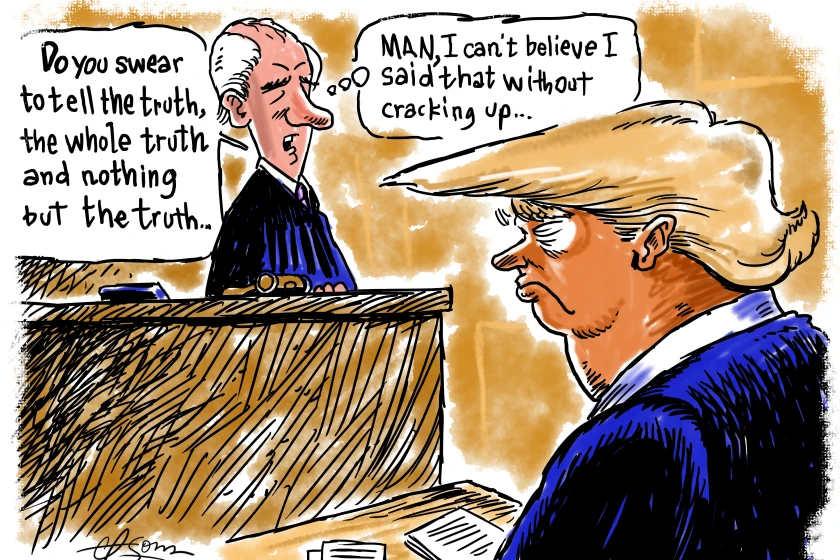 Do you swear
to tell the truth,
the whole truth
and nothing
but the truth...
MAN, I can't believe I
said that without
cracking up...